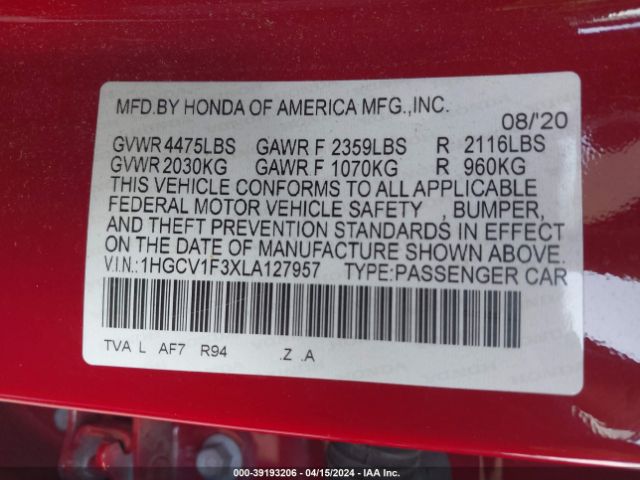 MFD.BY HONDA OF AMERICA MFG.,INC.
08/'20
GVWR 4475LBS GAWR F 2359LBS R 2116LBS
GVWR 2030KG GAWR F 1070KG R 960KG
THIS VEHICLE CONFORMS TO ALL APPLICABLE
FEDERAL MOTOR VEHICLE SAFETY , BUMPER,
AND THEFT PREVENTION STANDARDS IN EFFECT
ON THE DATE OF MANUFACTURE SHOWN ABOVE.
V.I.N.:1HGCV1F3XLA127957 TYPE:PASSENGER CAR
TVA L AF7 R94 .Z .A
000-39193206 - 04/15/2024 - IAA Inc.